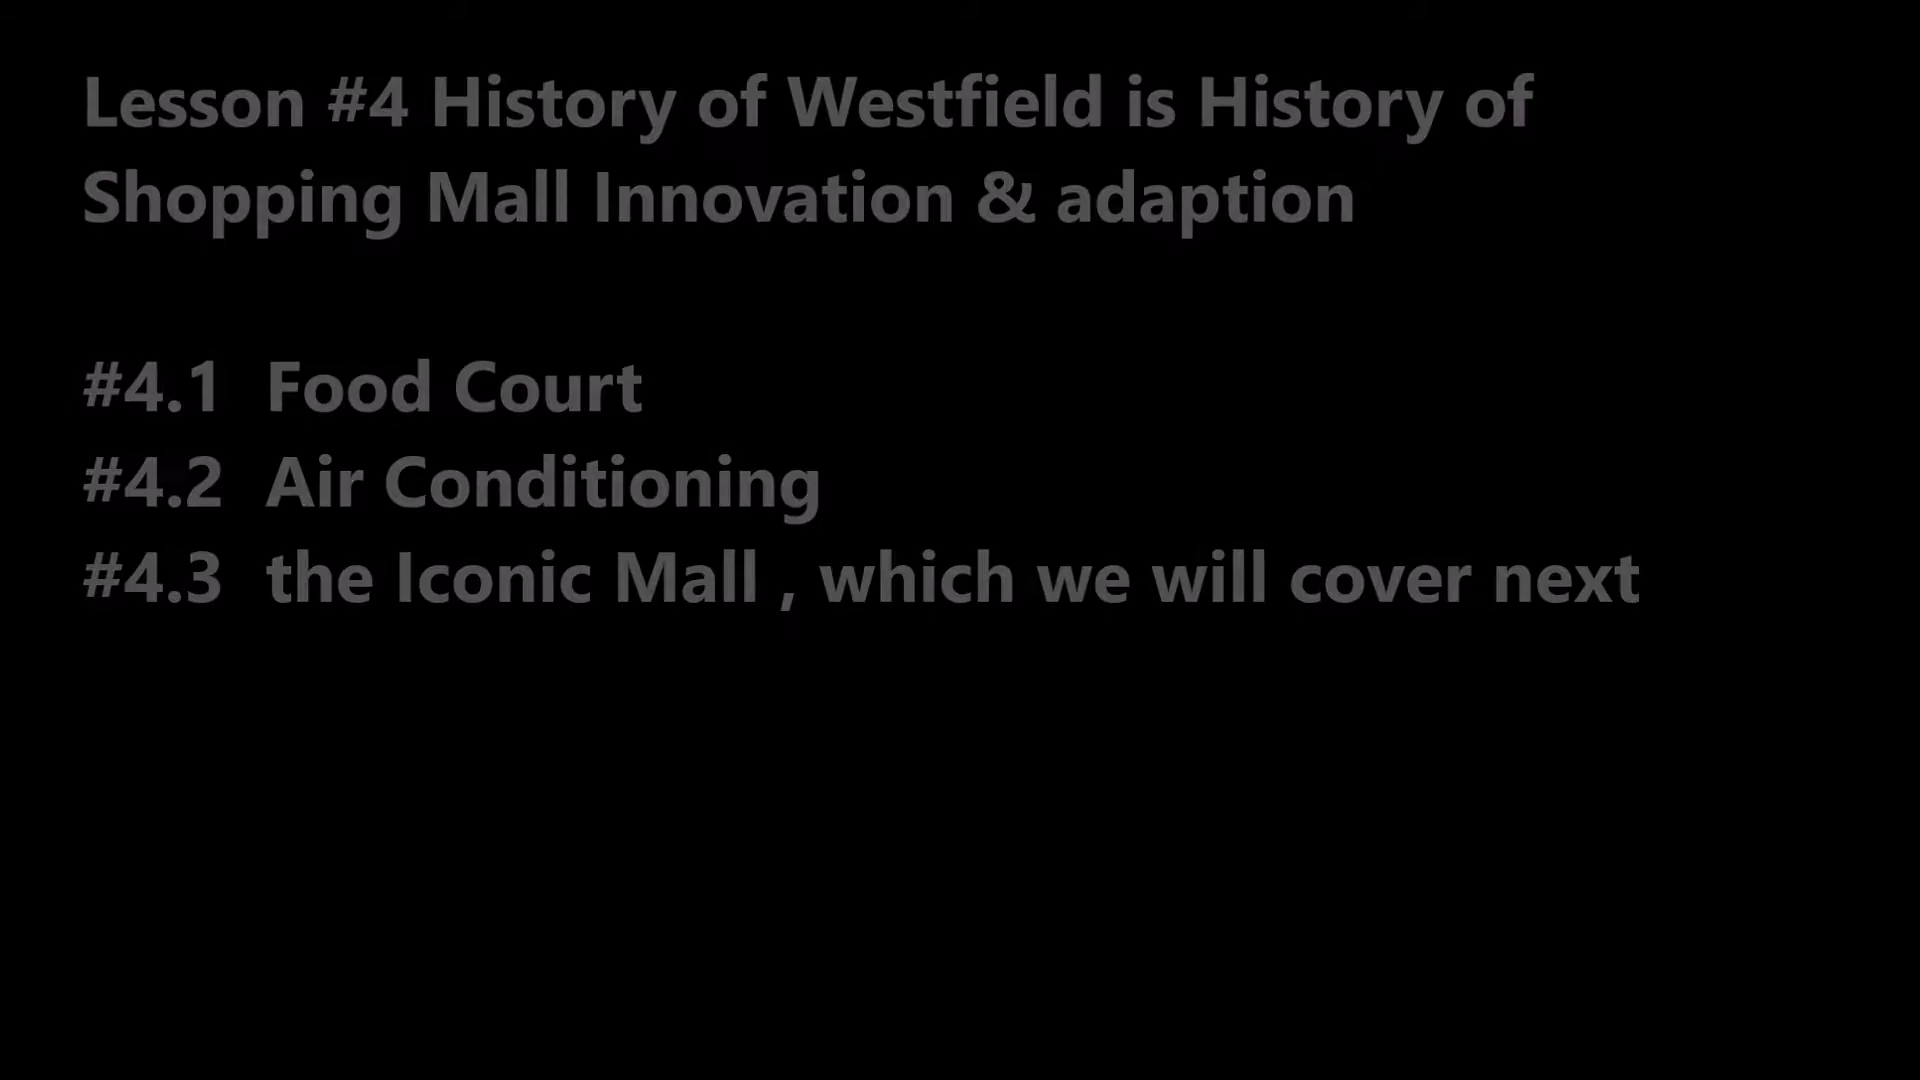 Lesson #4 History of Westfield is History of
Shopping Mall Innovation & adaption
#4.1 Food Court
#4.2 Air Conditioning
#4.3 the Iconic Mall , which we will cover next